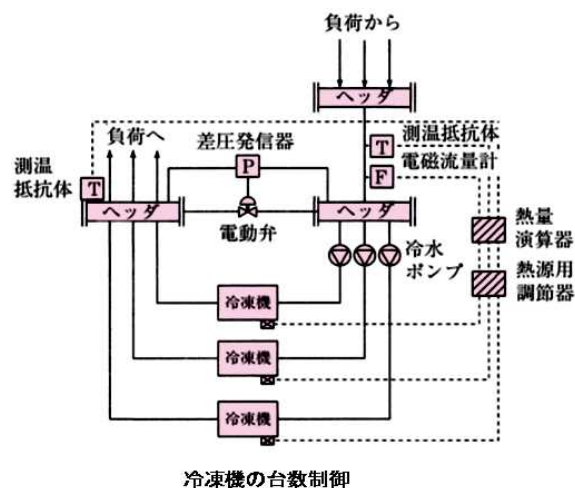 負荷から
ヘッダ
負荷へ
差圧発信器
測温抵抗体
T
電磁流量計
P
F
測温
抵抗体
T
ヘッダ
電動弁
ヘッダ
熱量
演算器
冷水
ポンプ
熱源用
調節器
冷凍機
冷凍機
冷凍機
冷凍機の台数制御